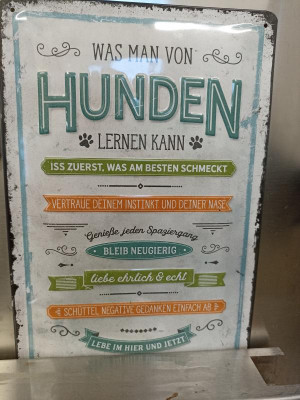 WAS MAN VON
HUNDEN
LERNEN KANN
ISS ZUERST, WAS AM BESTEN SCHMECKT
VERTRAUE DEINEM INSTINKT UND DEINER NASE
Genieße jeden Spaziergang
BLEIB NEUGIERIG
liebe ehrlich & echt
SCHÜTTEL NEGATIVE GEDANKEN EINFACH AB
LEBE IM HIER UND JETZT